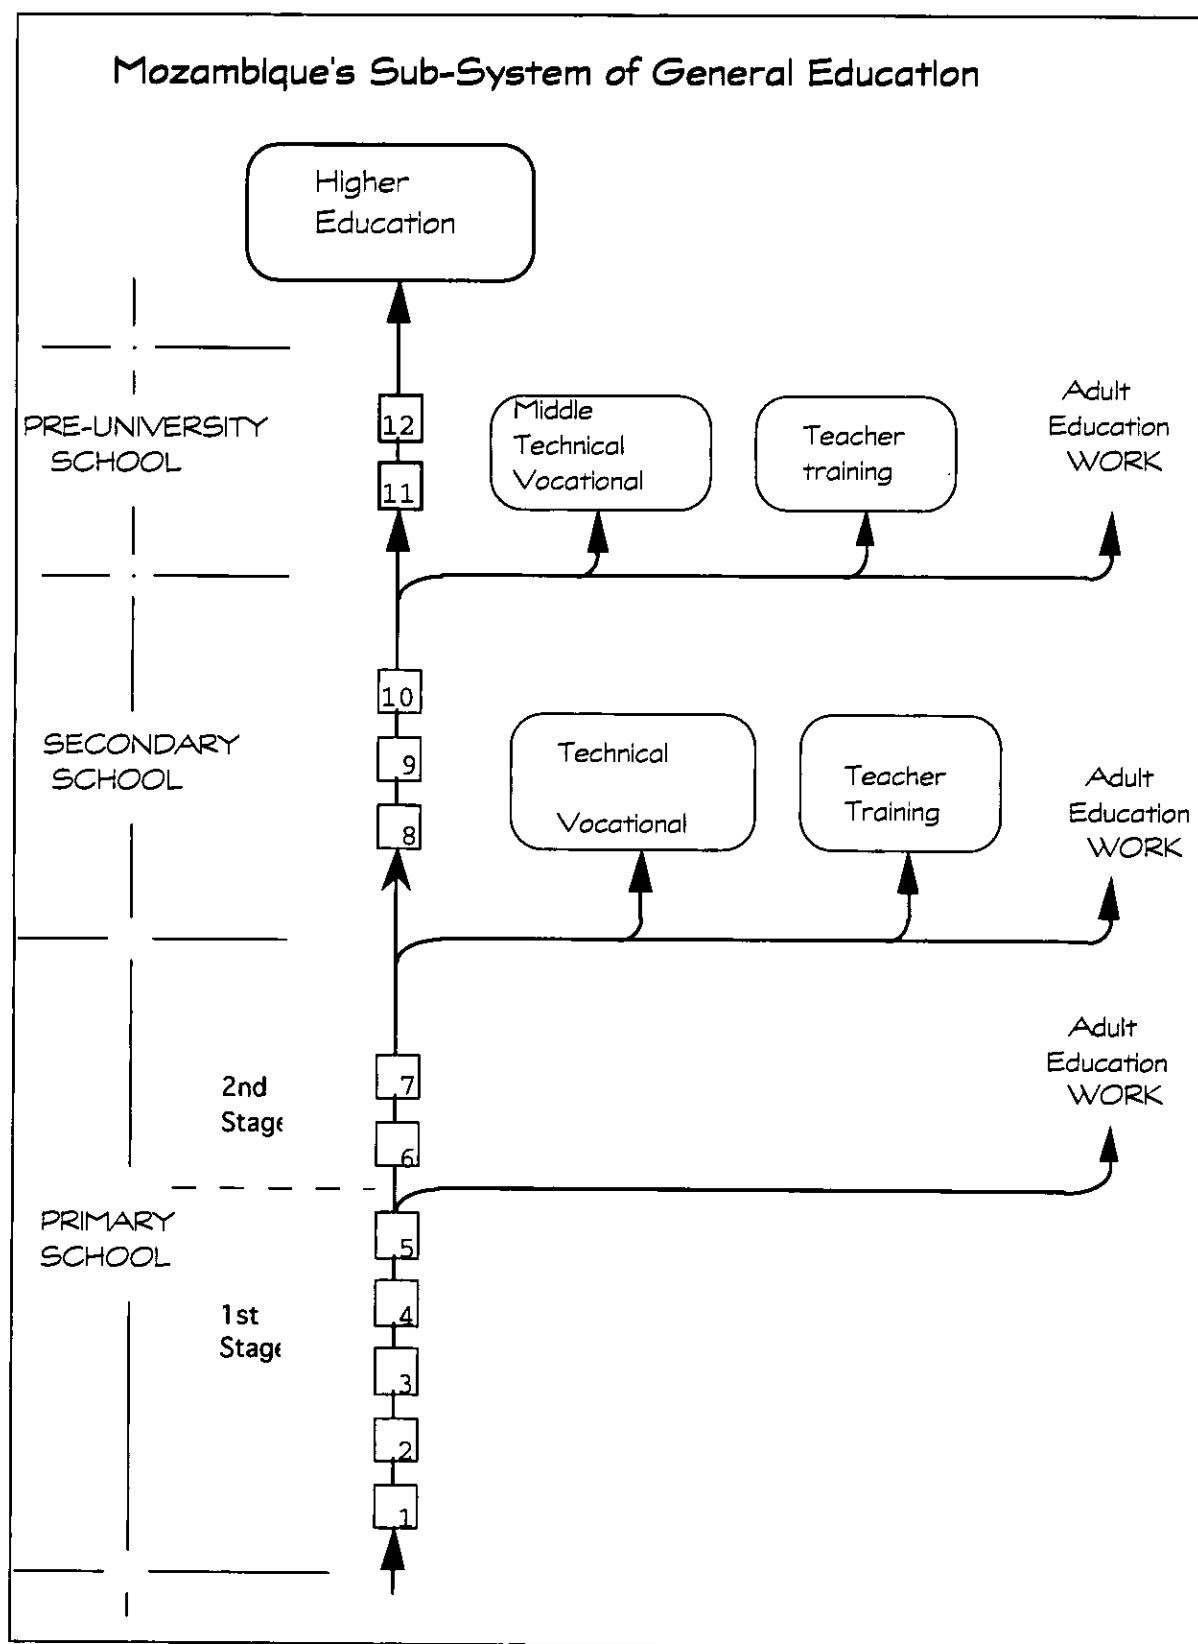 Mozambique's Sub-System of General Education
Higher
Education
PRE-UNIVERSITY
SCHOOL
12
11
Middle
Technical
Vocational
Teacher
training
Adult
Education
WORK
SECONDARY
SCHOOL
10
9
8
Technical
Vocational
Teacher
Training
Adult
Education
WORK
2nd
Stage
7
6
Adult
Education
WORK
PRIMARY
SCHOOL
1st
Stage
5
4
3
2
1